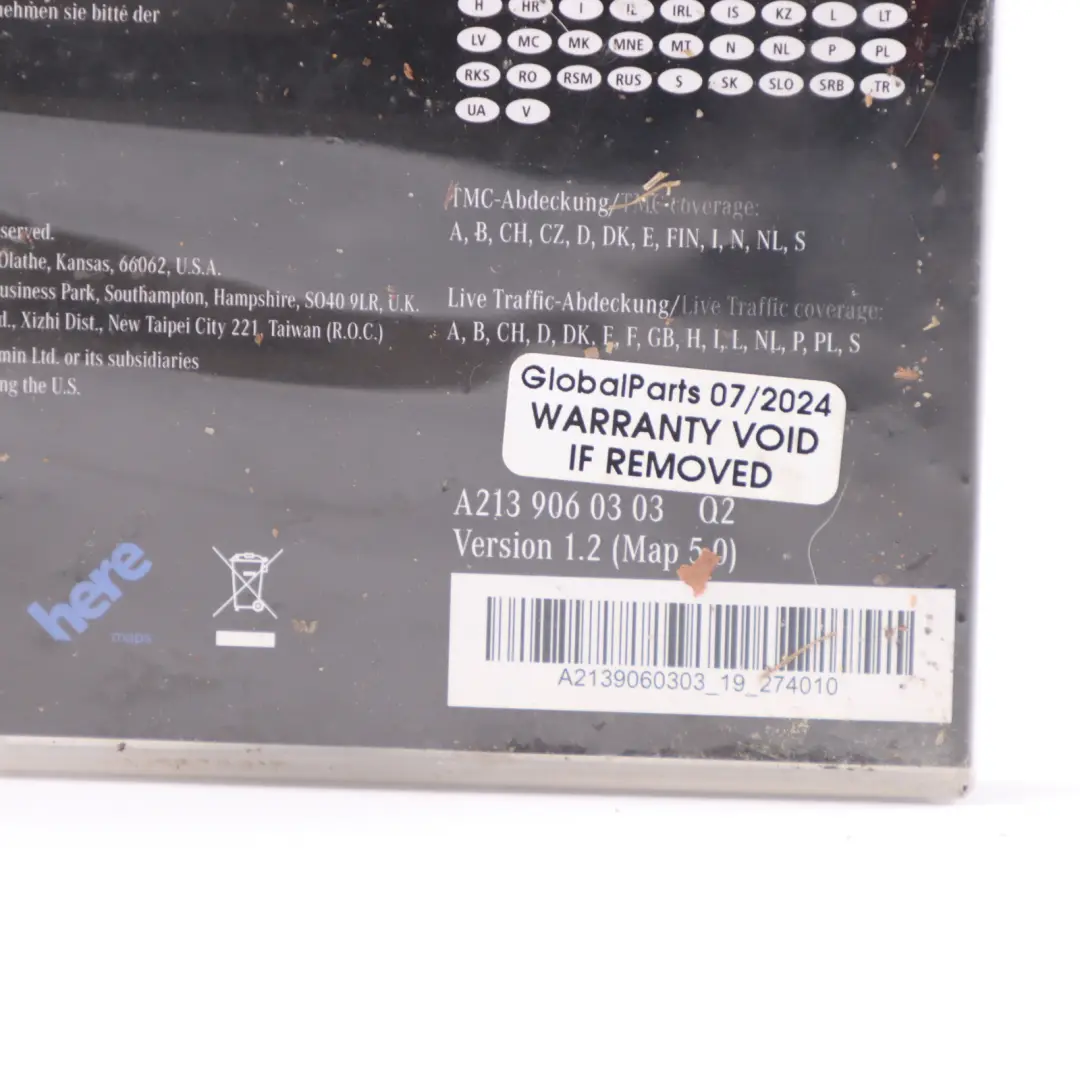 nehmen sie bitte der
H HR* I IL IRL IS KZ L LT
LV MC MK MNE MT N NL P PL
RKS RO RSM RUS S SK SLO SRB TR*
UA V
TMC-Abdeckung/TMC-coverage:
A, B, CH, CZ, D, DK, E, FIN, I, N, NL, S
served.
Olathe, Kansas, 66062, U.S.A.
usiness Park, Southampton, Hampshire, SO40 9LR, U.K.
d., Xizhi Dist., New Taipei City 221, Taiwan (R.O.C.)
min Ltd. or its subsidiaries
ng the U.S.
Live Traffic-Abdeckung/Live Traffic coverage:
A, B, CH, D, DK, E, F, GB, H, I, L, NL, P, PL, S
GlobalParts 07/2024
WARRANTY VOID
IF REMOVED
A213 906 03 03 Q2
Version 1.2 (Map 5.0)
here
maps
A2139060303_19_274010